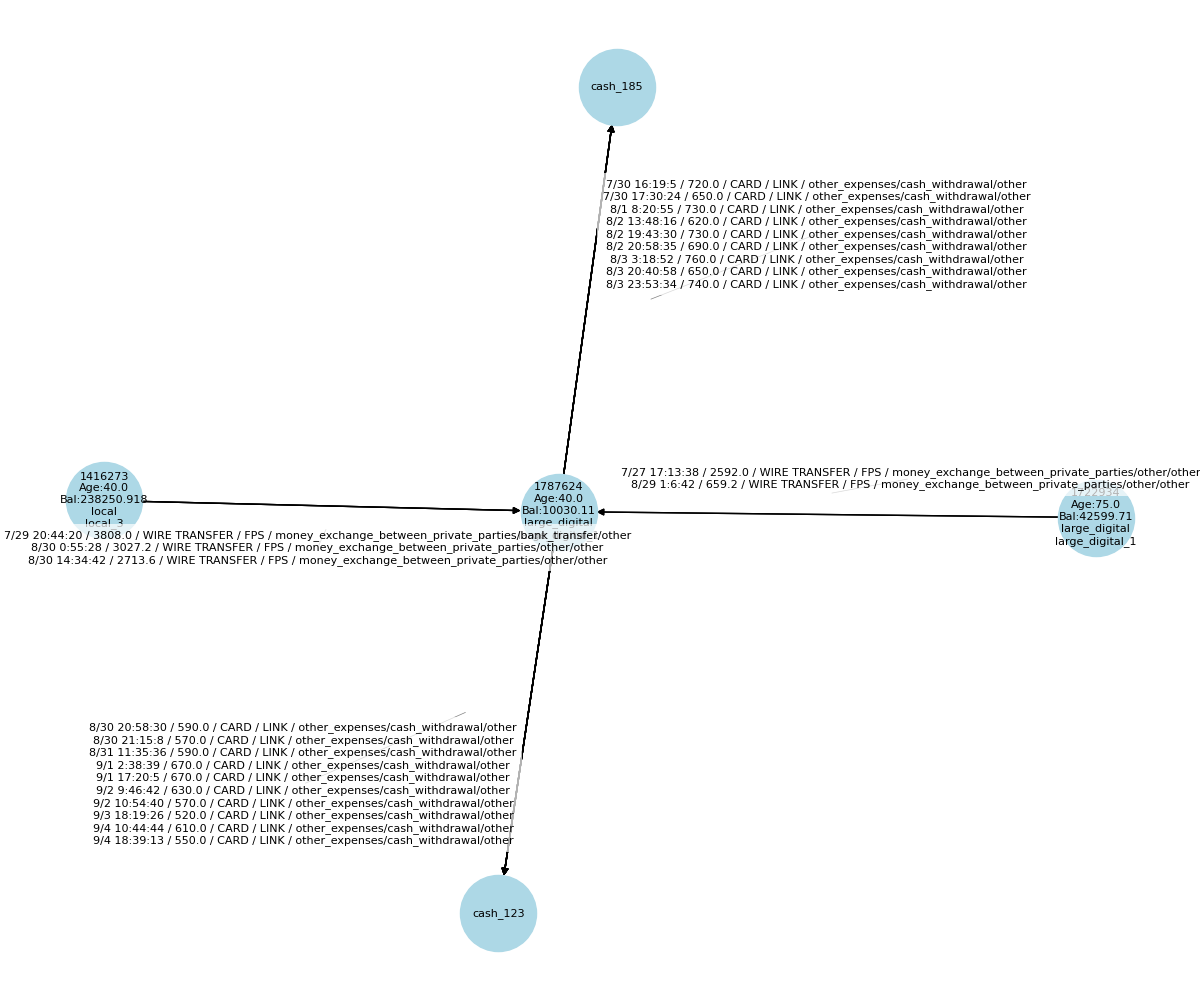 cash_185
7/30 16:19:5 / 720.0 / CARD / LINK / other_expenses/cash_withdrawal/other
7/30 17:30:24 / 650.0 / CARD / LINK / other_expenses/cash_withdrawal/other
8/1 8:20:55 / 730.0 / CARD / LINK / other_expenses/cash_withdrawal/other
8/2 13:48:16 / 620.0 / CARD / LINK / other_expenses/cash_withdrawal/other
8/2 19:43:30 / 730.0 / CARD / LINK / other_expenses/cash_withdrawal/other
8/2 20:58:35 / 690.0 / CARD / LINK / other_expenses/cash_withdrawal/other
8/3 3:18:52 / 760.0 / CARD / LINK / other_expenses/cash_withdrawal/other
8/3 20:40:58 / 650.0 / CARD / LINK / other_expenses/cash_withdrawal/other
8/3 23:53:34 / 740.0 / CARD / LINK / other_expenses/cash_withdrawal/other
1416273
Age:40.0
Bal:238250.918
local
local_3
1787624
Age:40.0
Bal:10030.11
large_digital
7/27 17:13:38 / 2592.0 / WIRE TRANSFER / FPS / money_exchange_between_private_parties/other/other
8/29 1:6:42 / 659.2 / WIRE TRANSFER / FPS / money_exchange_between_private_parties/other/other
1722934
Age:75.0
Bal:42599.71
large_digital
large_digital_1
7/29 20:44:20 / 3808.0 / WIRE TRANSFER / FPS / money_exchange_between_private_parties/bank_transfer/other
8/30 0:55:28 / 3027.2 / WIRE TRANSFER / FPS / money_exchange_between_private_parties/other/other
8/30 14:34:42 / 2713.6 / WIRE TRANSFER / FPS / money_exchange_between_private_parties/other/other
8/30 20:58:30 / 590.0 / CARD / LINK / other_expenses/cash_withdrawal/other
8/30 21:15:8 / 570.0 / CARD / LINK / other_expenses/cash_withdrawal/other
8/31 11:35:36 / 590.0 / CARD / LINK / other_expenses/cash_withdrawal/other
9/1 2:38:39 / 670.0 / CARD / LINK / other_expenses/cash_withdrawal/other
9/1 17:20:5 / 670.0 / CARD / LINK / other_expenses/cash_withdrawal/other
9/2 9:46:42 / 630.0 / CARD / LINK / other_expenses/cash_withdrawal/other
9/2 10:54:40 / 570.0 / CARD / LINK / other_expenses/cash_withdrawal/other
9/3 18:19:26 / 520.0 / CARD / LINK / other_expenses/cash_withdrawal/other
9/4 10:44:44 / 610.0 / CARD / LINK / other_expenses/cash_withdrawal/other
9/4 18:39:13 / 550.0 / CARD / LINK / other_expenses/cash_withdrawal/other
cash_123